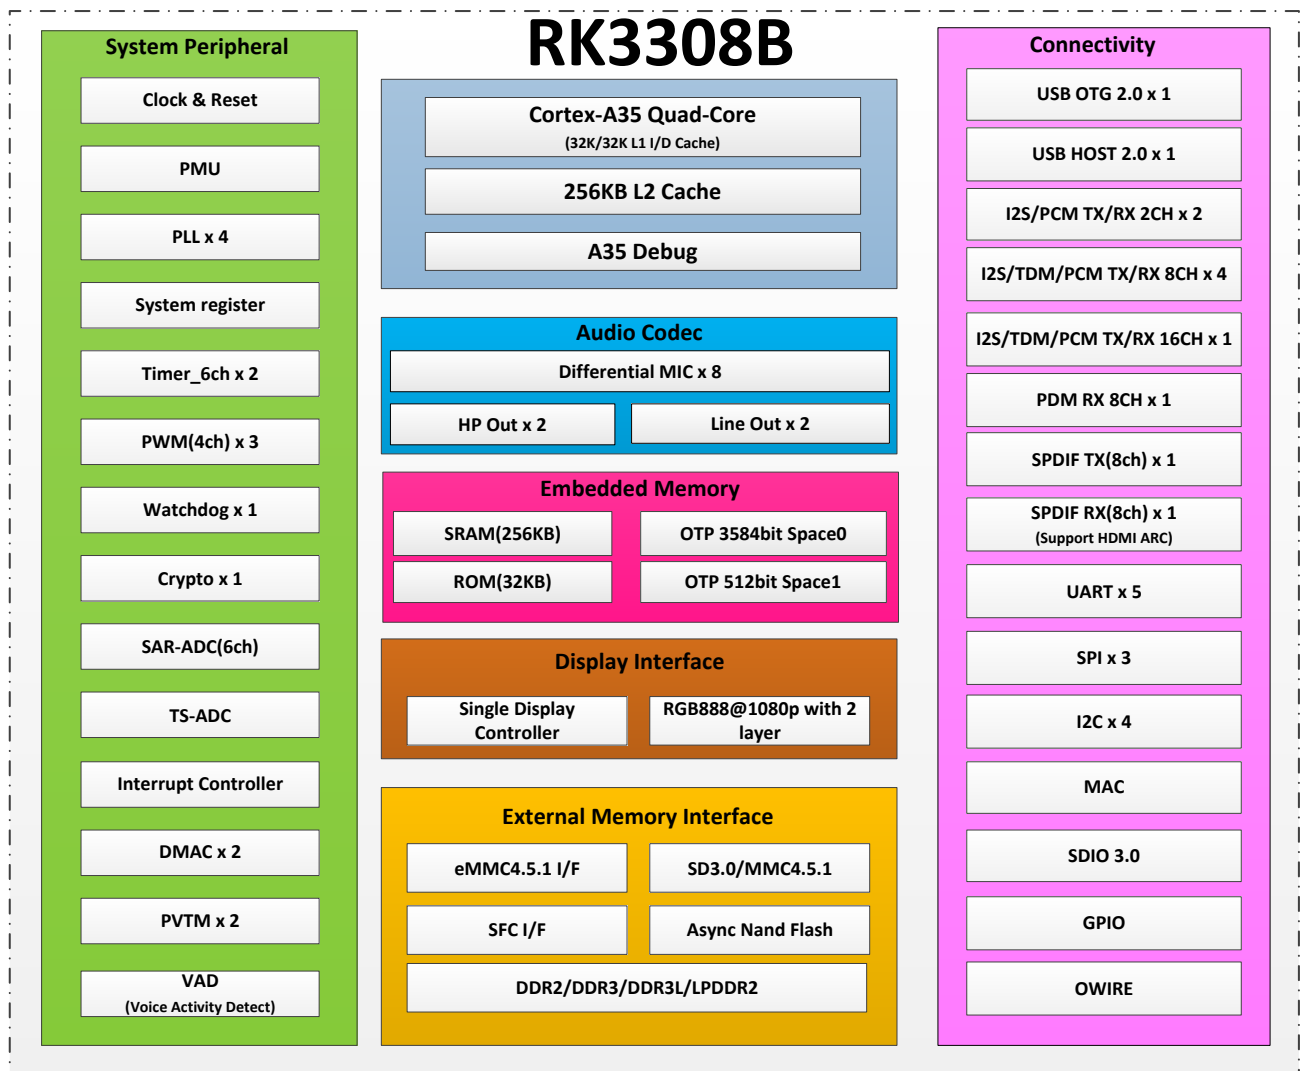 RK3308B
System Peripheral
Clock & Reset
PMU
PLL x 4
System register
Timer_6ch x 2
PWM(4ch) x 3
Watchdog x 1
Crypto x 1
SAR-ADC(6ch)
TS-ADC
Interrupt Controller
DMAC x 2
PVTM x 2
VAD
(Voice Activity Detect)
Cortex-A35 Quad-Core
(32K/32K L1 I/D Cache)
256KB L2 Cache
A35 Debug
Audio Codec
Differential MIC x 8
HP Out x 2
Line Out x 2
Embedded Memory
SRAM(256KB)
OTP 3584bit Space0
ROM(32KB)
OTP 512bit Space1
Display Interface
Single Display
Controller
RGB888@1080p with 2
layer
External Memory Interface
eMMC4.5.1 I/F
SD3.0/MMC4.5.1
SFC I/F
Async Nand Flash
DDR2/DDR3/DDR3L/LPDDR2
Connectivity
USB OTG 2.0 x 1
USB HOST 2.0 x 1
I2S/PCM TX/RX 2CH x 2
I2S/TDM/PCM TX/RX 8CH x 4
I2S/TDM/PCM TX/RX 16CH x 1
PDM RX 8CH x 1
SPDIF TX(8ch) x 1
SPDIF RX(8ch) x 1
(Support HDMI ARC)
UART x 5
SPI x 3
I2C x 4
MAC
SDIO 3.0
GPIO
OWIRE